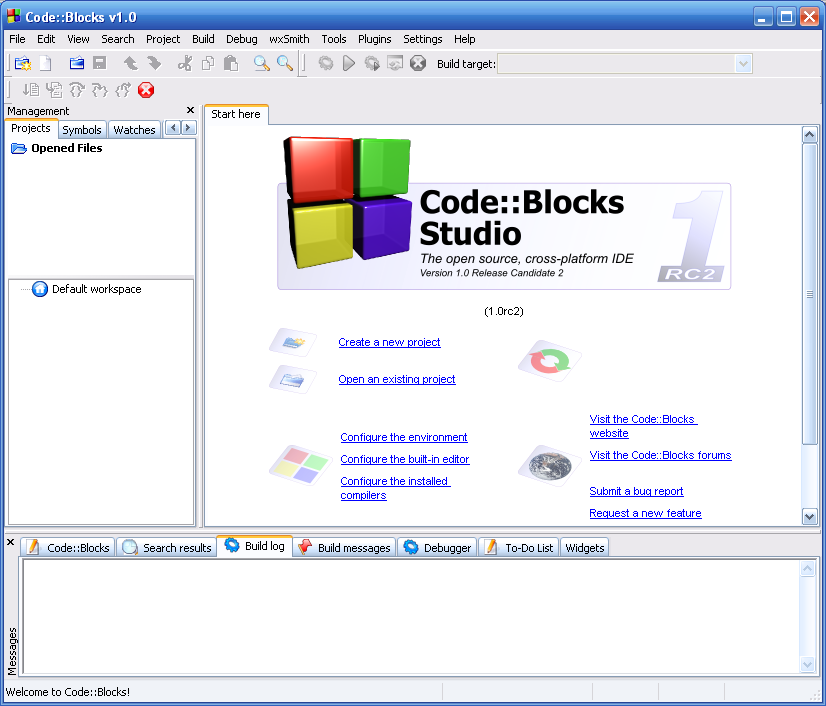 Code::Blocks v1.0
File Edit View Search Project Build Debug wxSmith Tools Plugins Settings Help
Build target:
Management
Projects Symbols Watches
Opened Files
Default workspace
Start here
Code::Blocks
Studio
The open source, cross-platform IDE
Version 1.0 Release Candidate 2
1
RC2
(1.0rc2)
Create a new project
Open an existing project
Configure the environment
Configure the built-in editor
Configure the installed
compilers
Visit the Code::Blocks
website
Visit the Code::Blocks forums
Submit a bug report
Request a new feature
Code::Blocks Search results Build log Build messages Debugger To-Do List Widgets
Messages
Welcome to Code::Blocks!